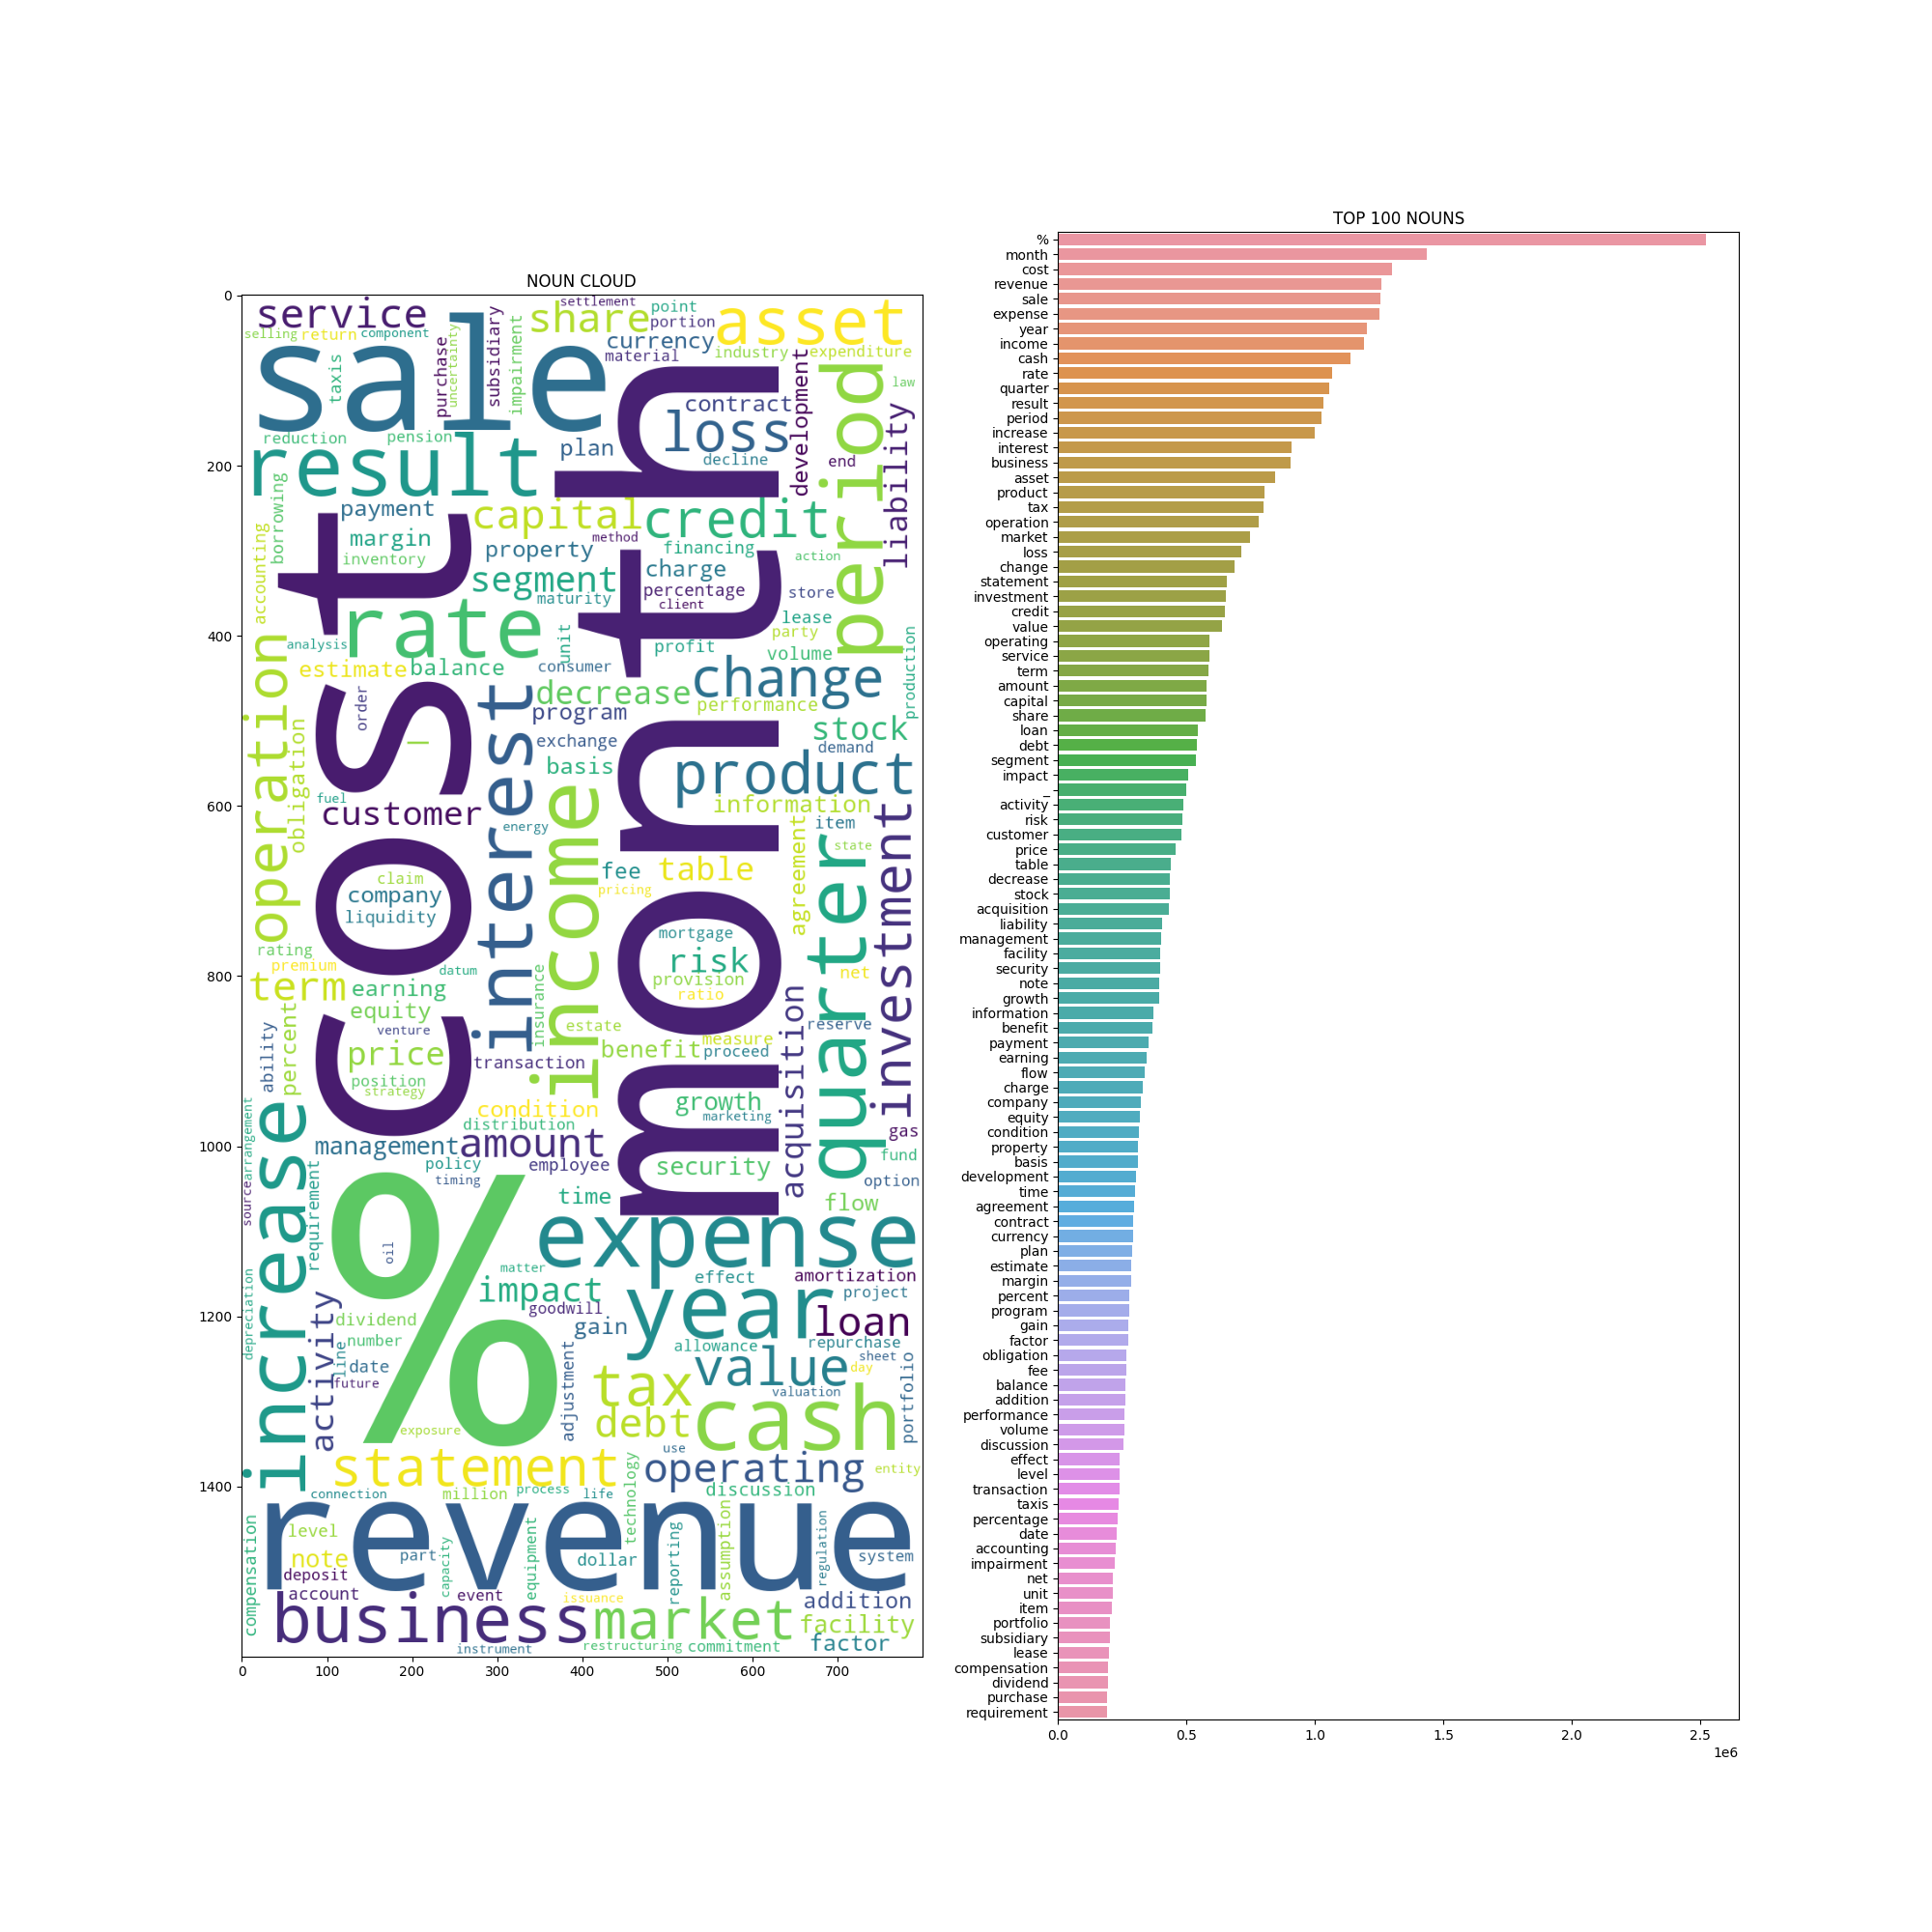 NOUN CLOUD
service
settlement
share
point
portion
asset
selling
return
component
currency
material
industry
expenditure
sale
taxis
purchase
uncertainty
subsidiary
impairment
law
contract
development
loss
period
reduction
pension
plan
decline
end
liability
result
borrowing
payment
capital
credit
accounting
margin
inventory
property
method
financing
action
segment
charge
percentage
client
store
maturity
rate
lease
party
analysis
unit
profit
volume
production
estimate
balance
consumer
change
decrease
performance
order
program
stock
_
exchange
demand
basis
product
operation
obligation
cost
month
interest
fuel
customer
information
energy
income
item
state
agreement
quarter
investment
fee
table
pricing
claim
company
liquidity
mortgage
risk
provision
ratio
net
rating
premium
datum
term
earning
equity
insurance
venture
estate
reserve
measure
benefit
proceed
acquisition
percent
ability
price
transaction
position
strategy
growth
marketing
condition
distribution
gas
arrangement
source
management
amount
fund
policy
employee
security
timing
option
time
flow
increase
requirement
%
oil
expense
matter
effect
amortization
impact
project
goodwill
year
loan
depreciation
activity
dividend
gain
number
line
date
future
allowance
repurchase
sheet
adjustment
value
day
portfolio
valuation
tax
debt
cash
exposure
use
statement
operating
entity
technology
connection
million
process
life
discussion
revenue
compensation
level
note
part
capacity
equipment
dollar
reporting
assumption
regulation
system
deposit
account
event
issuance
addition
business
market
facility
instrument
restructuring
commitment
factor
0
200
400
600
800
1000
1200
1400
0 100 200 300 400 500 600 700
TOP 100 NOUNS
%
month
cost
revenue
sale
expense
year
income
cash
rate
quarter
result
period
increase
interest
business
asset
product
tax
operation
market
loss
change
statement
investment
credit
value
operating
service
term
amount
capital
share
loan
debt
segment
impact
_
activity
risk
customer
price
table
decrease
stock
acquisition
liability
management
facility
security
note
growth
information
benefit
payment
earning
flow
charge
company
equity
condition
property
basis
development
time
agreement
contract
currency
plan
estimate
margin
percent
program
gain
factor
obligation
fee
balance
addition
performance
volume
discussion
effect
level
transaction
taxis
percentage
date
accounting
impairment
net
unit
item
portfolio
subsidiary
lease
compensation
dividend
purchase
requirement
0.0 0.5 1.0 1.5 2.0 2.5
1e6